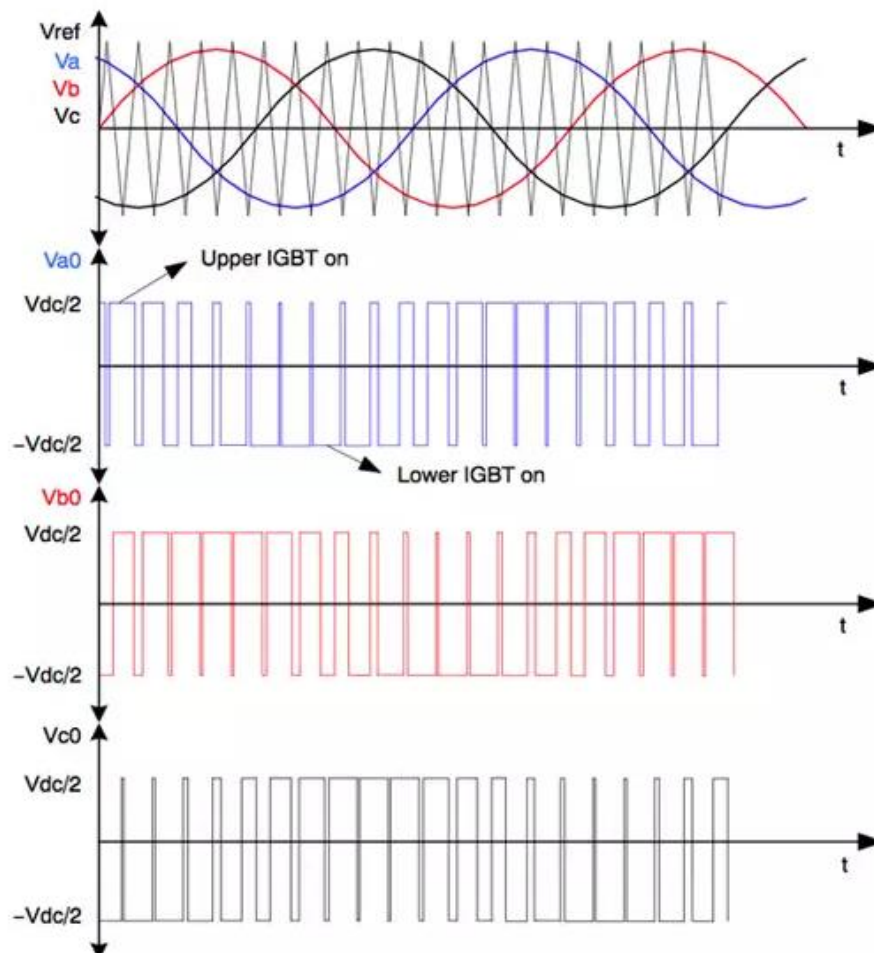 Vref
Va
Vb
Vc
t
Va0
Upper IGBT on
Vdc/2
t
−Vdc/2
Lower IGBT on
Vb0
Vdc/2
t
−Vdc/2
Vc0
Vdc/2
t
−Vdc/2